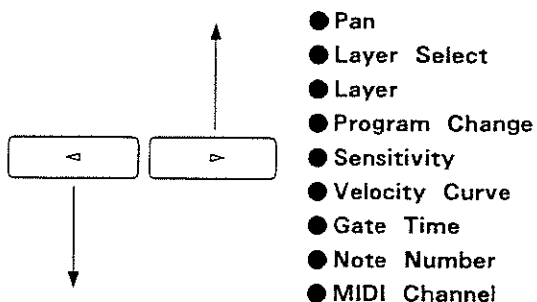 ●Pan
●Layer Select
●Layer
●Program Change
●Sensitivity
●Velocity Curve
●Gate Time
●Note Number
●MIDI Channel